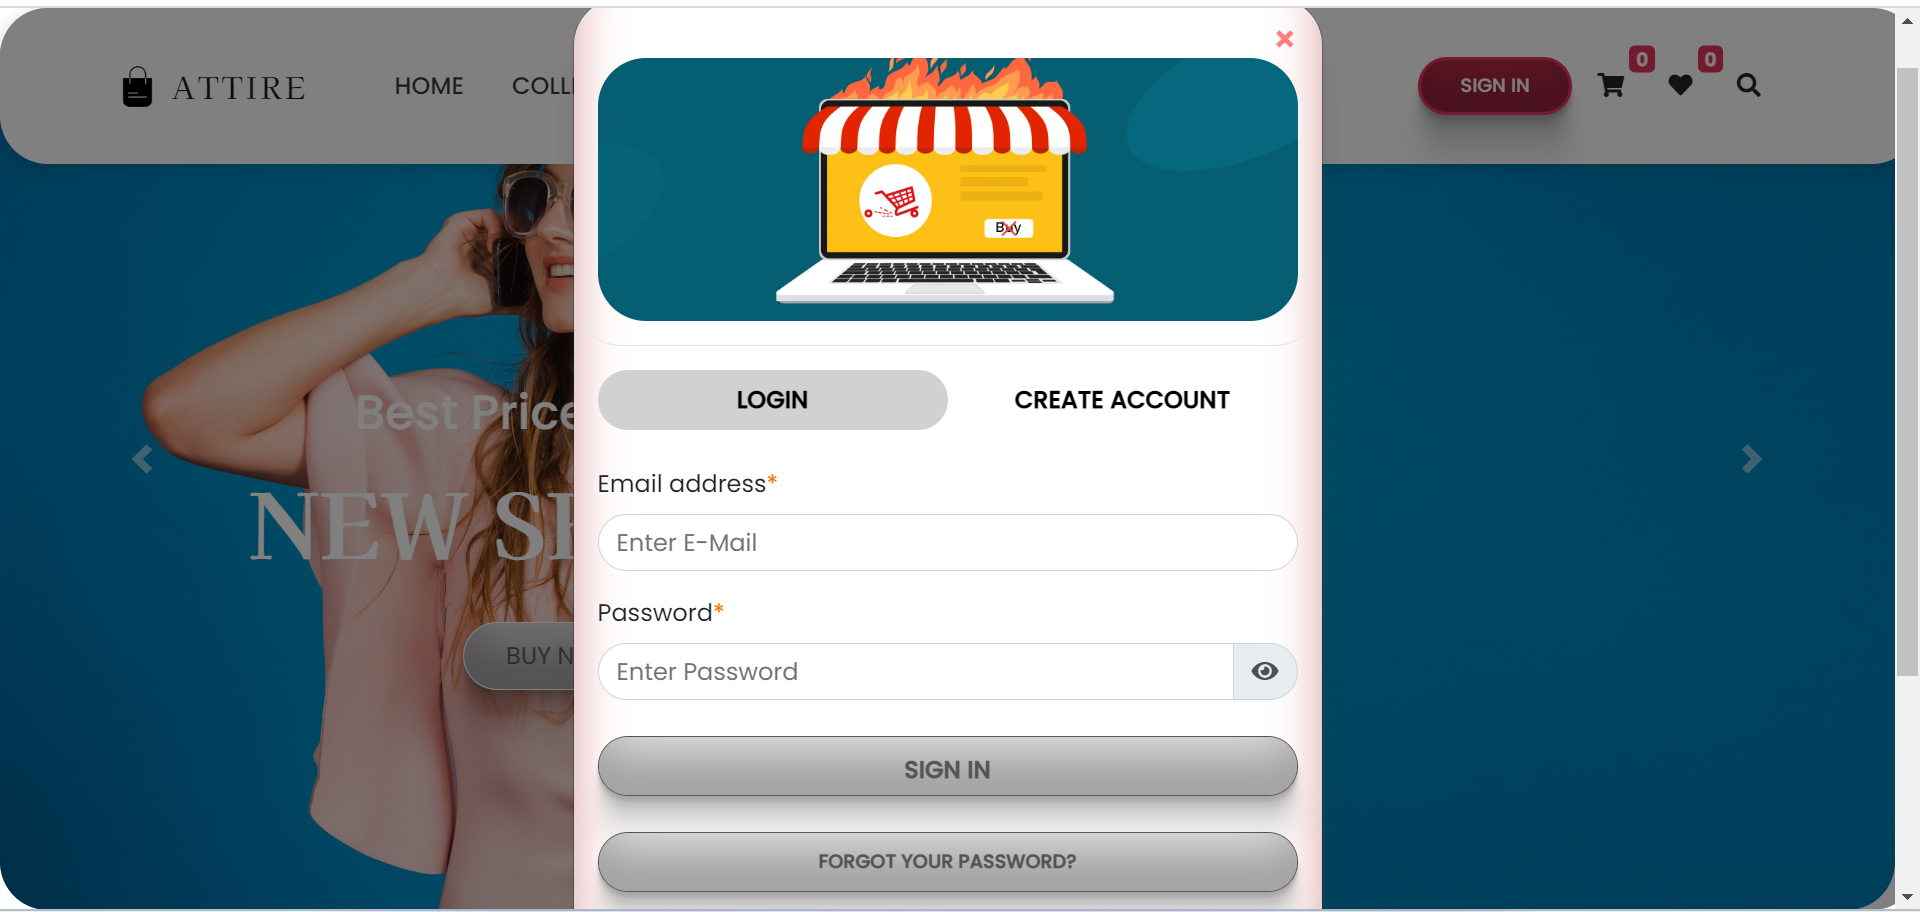 ATTIRE
HOME
COLL
SIGN IN
0
0
Buy
LOGIN
CREATE ACCOUNT
Email address*
Enter E-Mail
Password*
Enter Password
SIGN IN
FORGOT YOUR PASSWORD?
Best Price
NEW S
BUY N